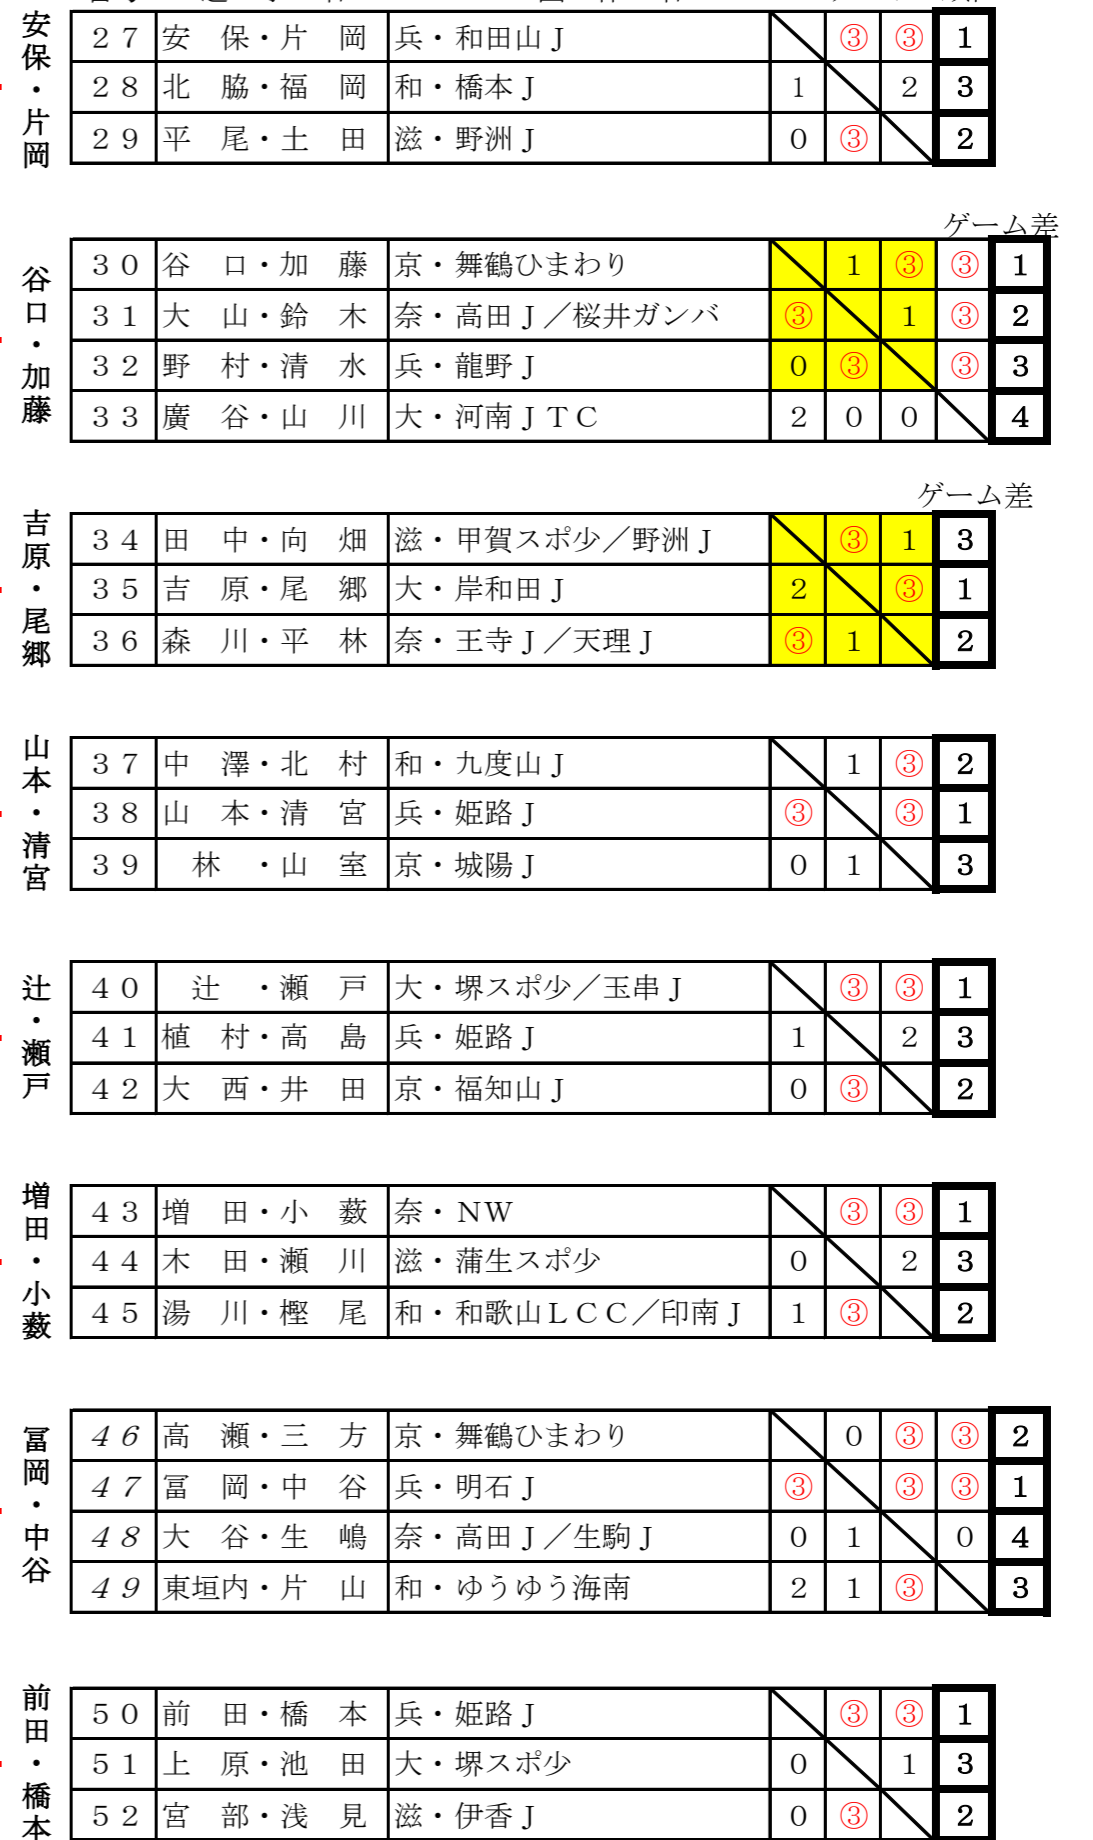 安保・片岡
２７ 安　保・片　岡 兵・和田山Ｊ ③ ③ 1
２８ 北　脇・福　岡 和・橋本Ｊ 1 2 3
２９ 平　尾・土　田 滋・野洲Ｊ 0 ③ 2
ゲーム差
谷口・加藤
３０ 谷　口・加　藤 京・舞鶴ひまわり 1 ③ ③ 1
３１ 大　山・鈴　木 奈・高田Ｊ／桜井ガンバ ③ 1 ③ 2
３２ 野　村・清　水 兵・龍野Ｊ 0 ③ ③ 3
３３ 廣　谷・山　川 大・河南ＪＴＣ 2 0 0 4
ゲーム差
吉原・尾郷
３４ 田　中・向　畑 滋・甲賀スポ少／野洲Ｊ ③ 1 3
３５ 吉　原・尾　郷 大・岸和田Ｊ 2 ③ 1
３６ 森　川・平　林 奈・王寺Ｊ／天理Ｊ ③ 1 2
山本・清宮
３７ 中　澤・北　村 和・九度山Ｊ 1 ③ 2
３８ 山　本・清　宮 兵・姫路Ｊ ③ ③ 1
３９ 林　・山　室 京・城陽Ｊ 0 1 3
辻・瀬戸
４０ 辻　・瀬　戸 大・堺スポ少／玉串Ｊ ③ ③ 1
４１ 植　村・高　島 兵・姫路Ｊ 1 2 3
４２ 大　西・井　田 京・福知山Ｊ 0 ③ 2
増田・小薮
４３ 増　田・小　薮 奈・NW ③ ③ 1
４４ 木　田・瀬　川 滋・蒲生スポ少 0 2 3
４５ 湯　川・樫　尾 和・和歌山ＬＣＣ／印南Ｊ 1 ③ 2
冨岡・中谷
４６ 高　瀬・三　方 京・舞鶴ひまわり 0 ③ ③ 2
４７ 冨　岡・中　谷 兵・明石Ｊ ③ ③ ③ 1
４８ 大　谷・生　嶋 奈・高田Ｊ／生駒Ｊ 0 1 0 4
４９ 東垣内・片　山 和・ゆうゆう海南 2 1 ③ 3
前田・橋本
５０ 前　田・橋　本 兵・姫路Ｊ ③ ③ 1
５１ 上　原・池　田 大・堺スポ少 0 1 3
５２ 宮　部・浅　見 滋・伊香Ｊ 0 ③ 2